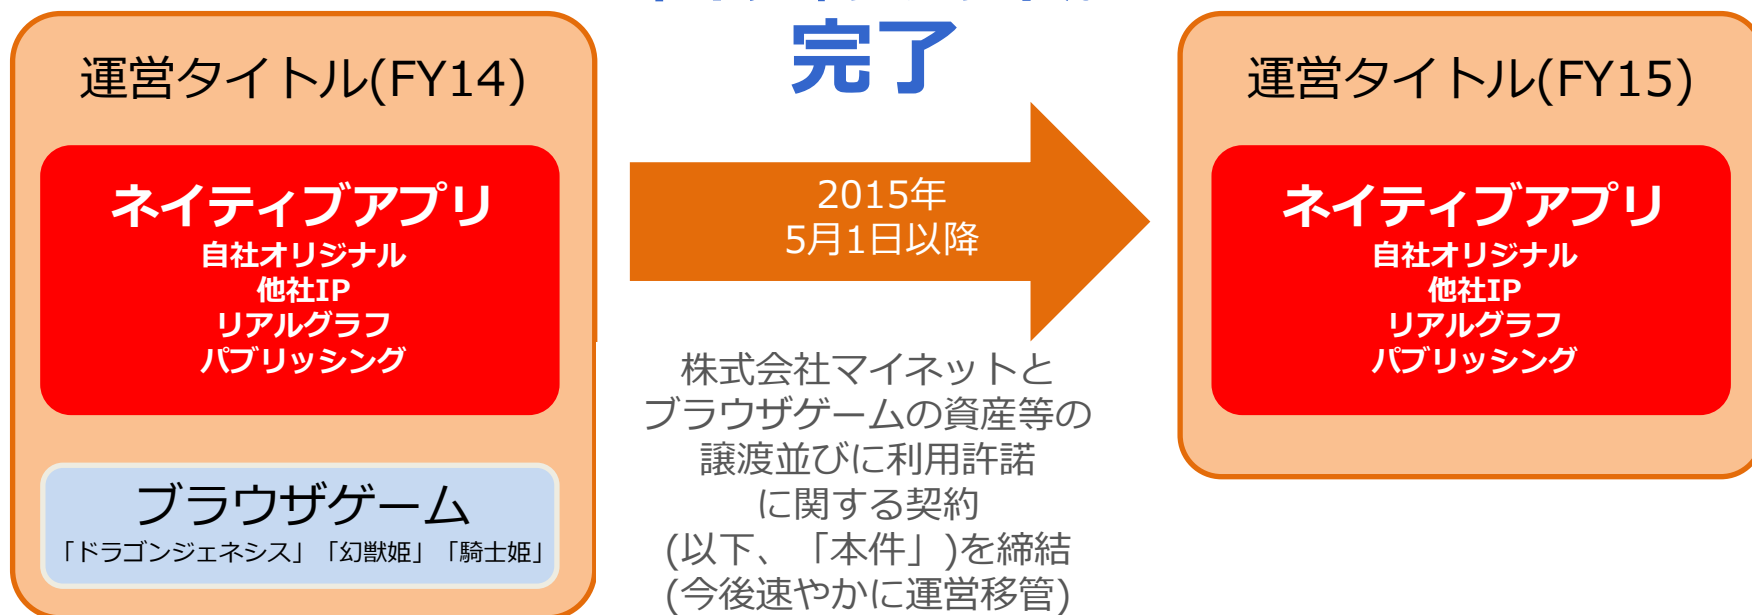 完了
運営タイトル(FY14)
ネイティブアプリ
自社オリジナル
他社IP
リアルグラフ
パブリッシング
ブラウザゲーム
「ドラゴンジェネシス」「幻獣姫」「騎士姫」
2015年
5月1日以降
株式会社マイネットと
ブラウザゲームの資産等の
譲渡並びに利用許諾
に関する契約
(以下、「本件」)を締結
(今後速やかに運営移管)
運営タイトル(FY15)
ネイティブアプリ
自社オリジナル
他社IP
リアルグラフ
パブリッシング